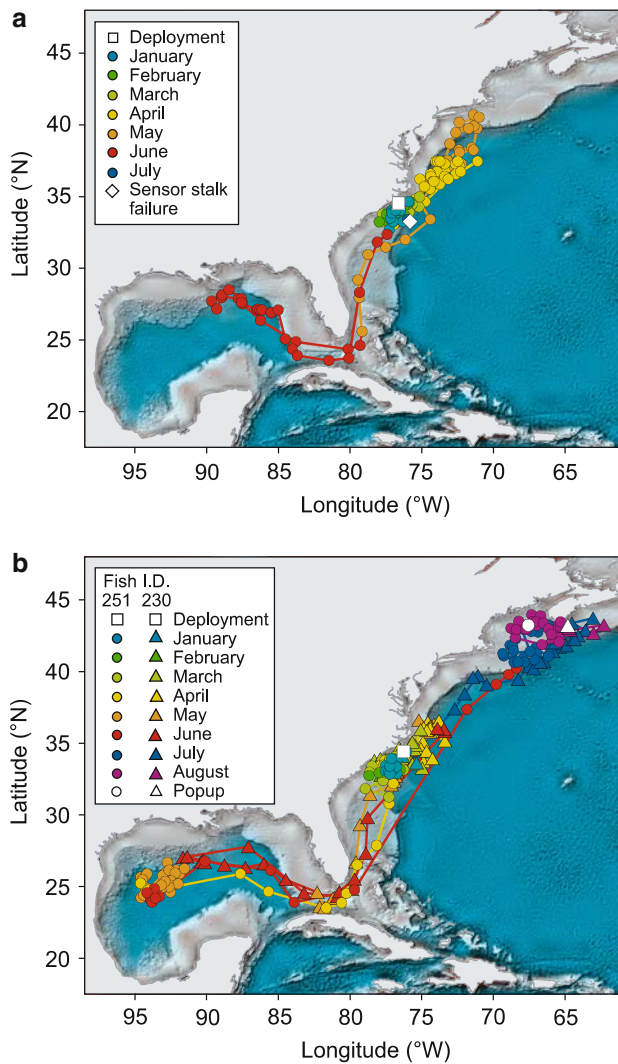 a
Deployment
January
February
March
April
May
June
July
Sensor stalk
failure
45
40
35
30
25
20
Latitude (°N)
95 90 85 80 75 70 65
Longitude (°W)
b
Fish I.D.
251 230
Deployment
January
February
March
April
May
June
July
August
Popup
45
40
35
30
25
20
Latitude (°N)
95 90 85 80 75 70 65
Longitude (°W)